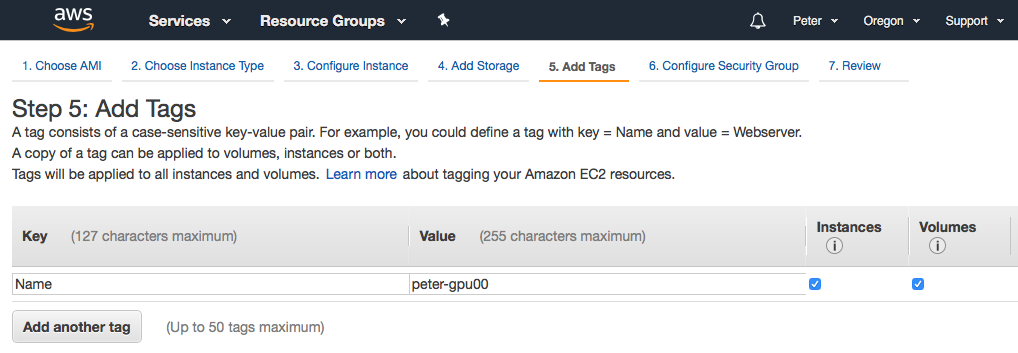 aws Services Resource Groups Peter Oregon Support
1. Choose AMI 2. Choose Instance Type 3. Configure Instance 4. Add Storage 5. Add Tags 6. Configure Security Group 7. Review
Step 5: Add Tags
A tag consists of a case-sensitive key-value pair. For example, you could define a tag with key = Name and value = Webserver.
A copy of a tag can be applied to volumes, instances or both.
Tags will be applied to all instances and volumes. Learn more about tagging your Amazon EC2 resources.
Key (127 characters maximum) Value (255 characters maximum) Instances Volumes
Name peter-gpu00
Add another tag (Up to 50 tags maximum)